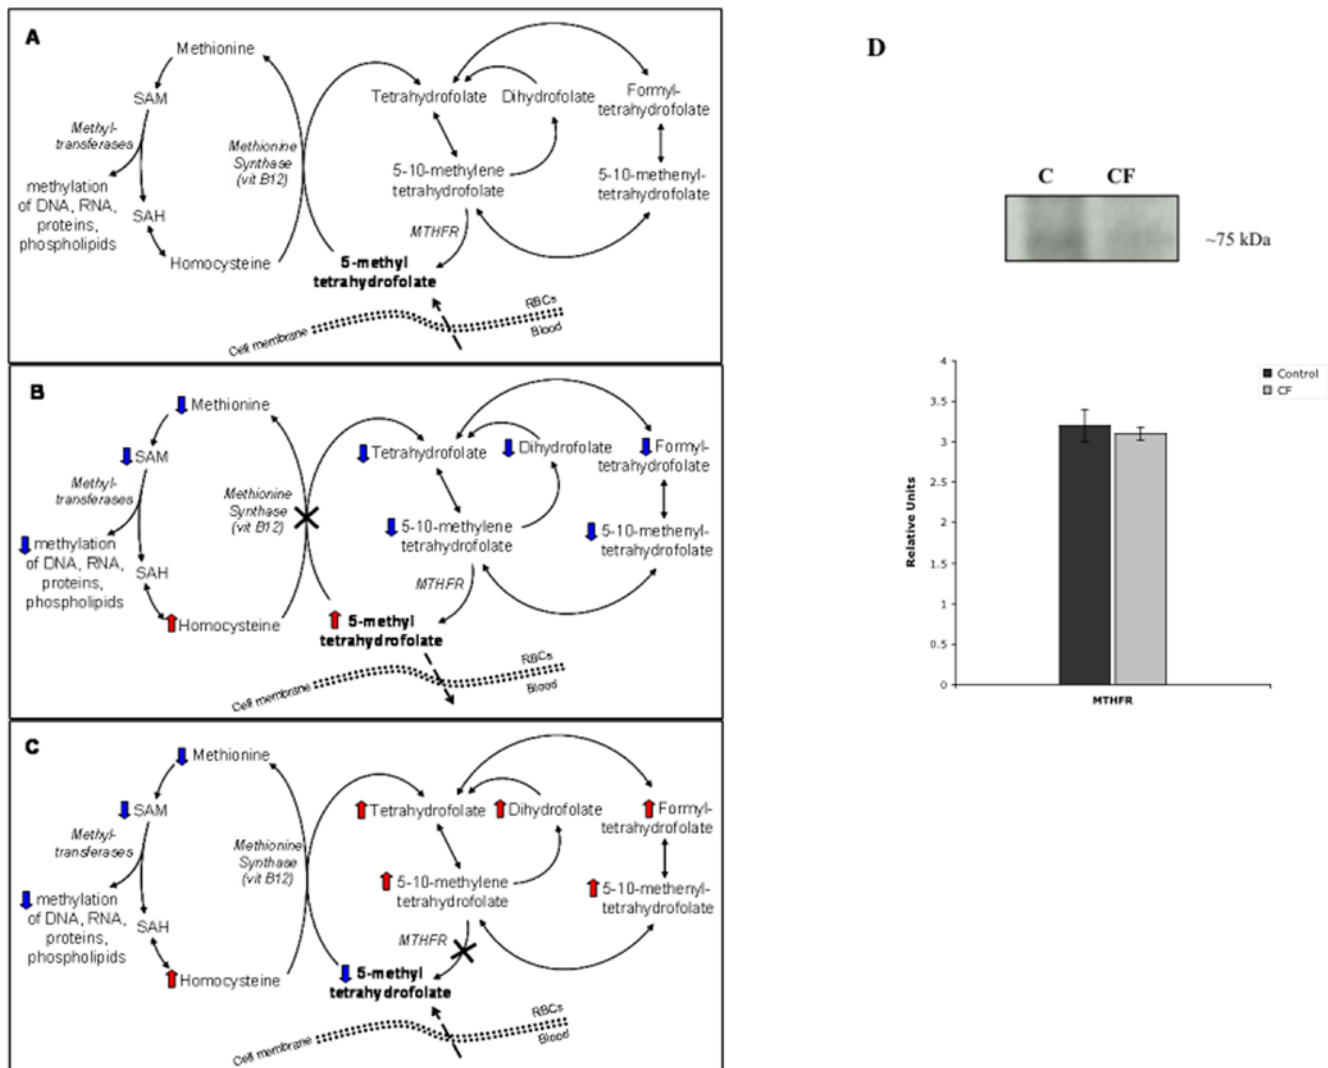 A
Methionine
SAM
Methyl-
transferases
methylation
of DNA, RNA,
proteins,
phospholipids
SAH
Homocysteine
Methionine
Synthase
(vit B12)
Tetrahydrofolate
Dihydrofolate
Formyl-
tetrahydrofolate
5-10-methylene
tetrahydrofolate
5-10-methenyl-
tetrahydrofolate
MTHFR
5-methyl
tetrahydrofolate
Cell membrane
RBCs
Blood
B
Methionine
SAM
Methyl-
transferases
methylation
of DNA, RNA,
proteins,
phospholipids
SAH
Homocysteine
Methionine
Synthase
(vit B12)
Tetrahydrofolate
Dihydrofolate
Formyl-
tetrahydrofolate
5-10-methylene
tetrahydrofolate
5-10-methenyl-
tetrahydrofolate
MTHFR
5-methyl
tetrahydrofolate
Cell membrane
RBCs
Blood
C
Methionine
SAM
Methyl-
transferases
methylation
of DNA, RNA,
proteins,
phospholipids
SAH
Homocysteine
Methionine
Synthase
(vit B12)
Tetrahydrofolate
Dihydrofolate
Formyl-
tetrahydrofolate
5-10-methylene
tetrahydrofolate
5-10-methenyl-
tetrahydrofolate
MTHFR
5-methyl
tetrahydrofolate
Cell membrane
RBCs
Blood
D
C CF
~75 kDa
4
3.5
3
2.5
2
1.5
1
0.5
0
Relative Units
MTHFR
Control
CF